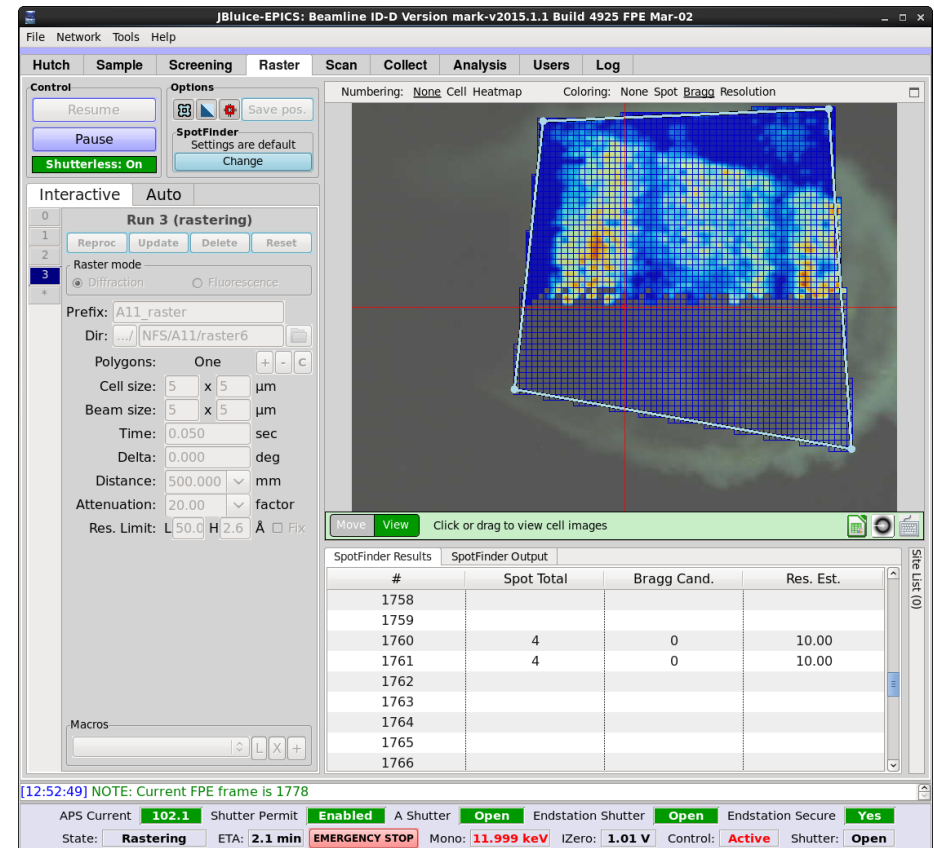 JBluIce-EPICS: Beamline ID-D Version mark-v2015.1.1 Build 4925 FPE Mar-02
File Network Tools Help
Hutch Sample Screening Raster Scan Collect Analysis Users Log
Control
Resume
Pause
Shutterless: On
Options
Save pos.
SpotFinder
Settings are default
Change
Numbering: None Cell Heatmap Coloring: None Spot Bragg Resolution
Interactive Auto
0
1
2
3
*
Run 3 (rastering)
Reproc Update Delete Reset
Raster mode
Diffraction Fluorescence
Prefix: A11_raster
Dir: .../ NFS/A11/raster6
Polygons: One + - C
Cell size: 5 x 5 µm
Beam size: 5 x 5 µm
Time: 0.050 sec
Delta: 0.000 deg
Distance: 500.000 mm
Attenuation: 20.00 factor
Res. Limit: L 50.0 H 2.6 Å Fix
Macros
L X +
Move View Click or drag to view cell images
SpotFinder Results SpotFinder Output
# Spot Total Bragg Cand. Res. Est.
1758
1759
1760 4 0 10.00
1761 4 0 10.00
1762
1763
1764
1765
1766
Site List (0)
[12:52:49] NOTE: Current FPE frame is 1778
APS Current 102.1 Shutter Permit Enabled A Shutter Open Endstation Shutter Open Endstation Secure Yes
State: Rastering ETA: 2.1 min EMERGENCY STOP Mono: 11.999 keV IZero: 1.01 V Control: Active Shutter: Open